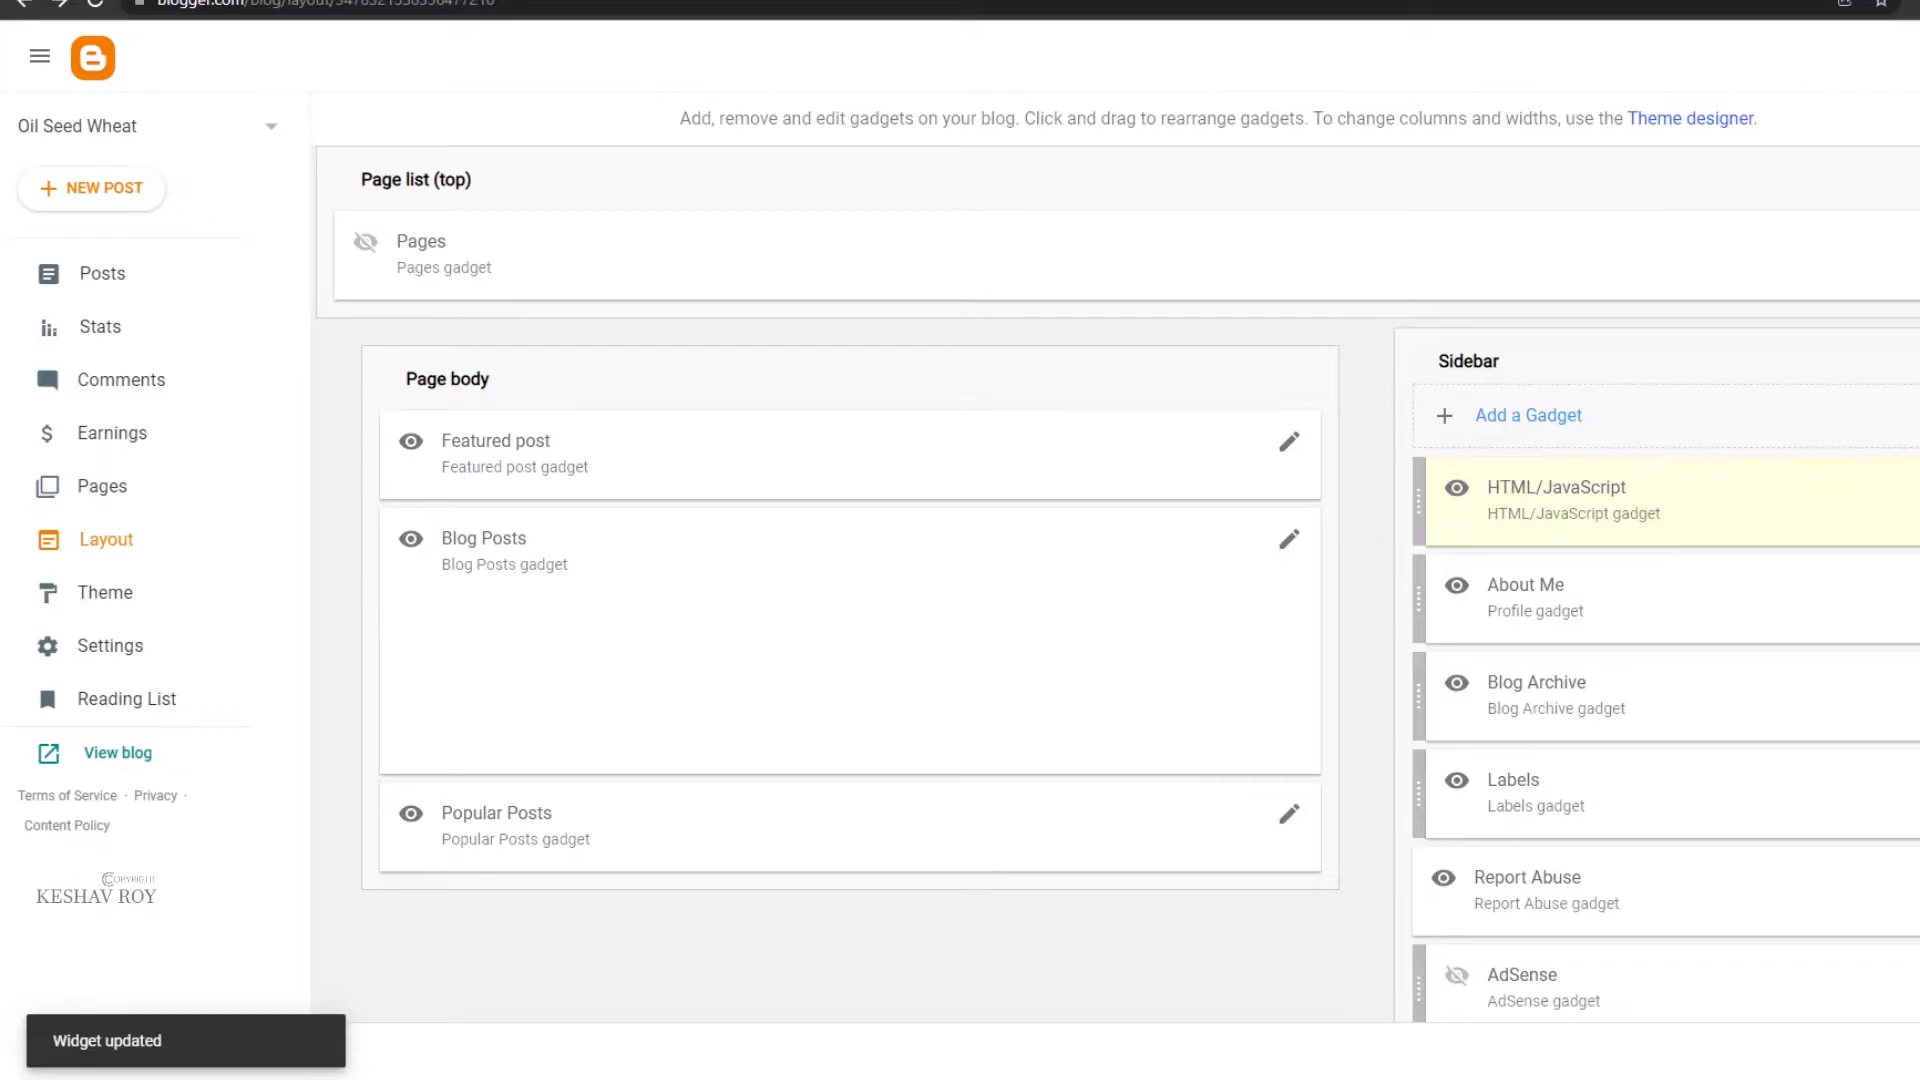 Oil Seed Wheat
NEW POST
Posts
Stats
Comments
Earnings
Pages
Layout
Theme
Settings
Reading List
View blog
Terms of Service · Privacy ·
Content Policy
©COPYRIGHT
KESHAV ROY
Widget updated
Add, remove and edit gadgets on your blog. Click and drag to rearrange gadgets. To change columns and widths, use the Theme designer.
Page list (top)
Pages
Pages gadget
Page body
Featured post
Featured post gadget
Blog Posts
Blog Posts gadget
Popular Posts
Popular Posts gadget
Sidebar
Add a Gadget
HTML/JavaScript
HTML/JavaScript gadget
About Me
Profile gadget
Blog Archive
Blog Archive gadget
Labels
Labels gadget
Report Abuse
Report Abuse gadget
AdSense
AdSense gadget